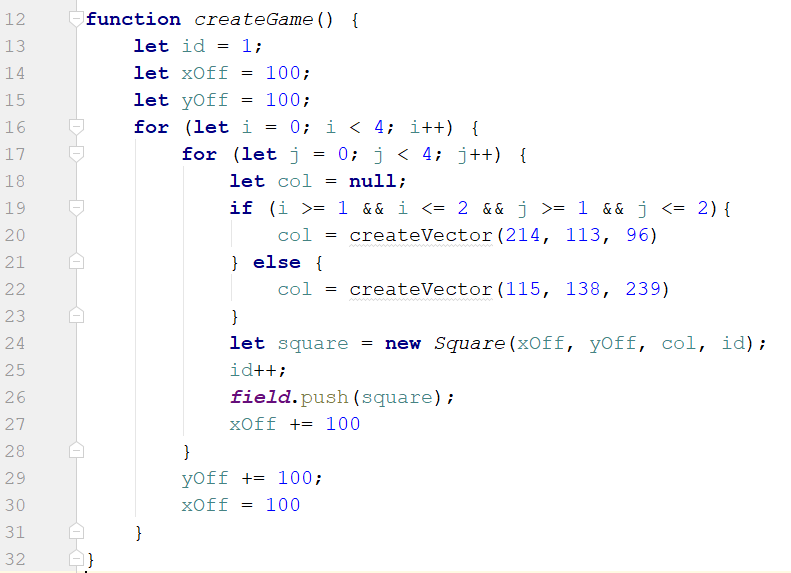 12 function createGame() {
13 let id = 1;
14 let xOff = 100;
15 let yOff = 100;
16 for (let i = 0; i < 4; i++) {
17 for (let j = 0; j < 4; j++) {
18 let col = null;
19 if (i >= 1 && i <= 2 && j >= 1 && j <= 2){
20 col = createVector(214, 113, 96)
21 } else {
22 col = createVector(115, 138, 239)
23 }
24 let square = new Square(xOff, yOff, col, id);
25 id++;
26 field.push(square);
27 xOff += 100
28 }
29 yOff += 100;
30 xOff = 100
31 }
32 }